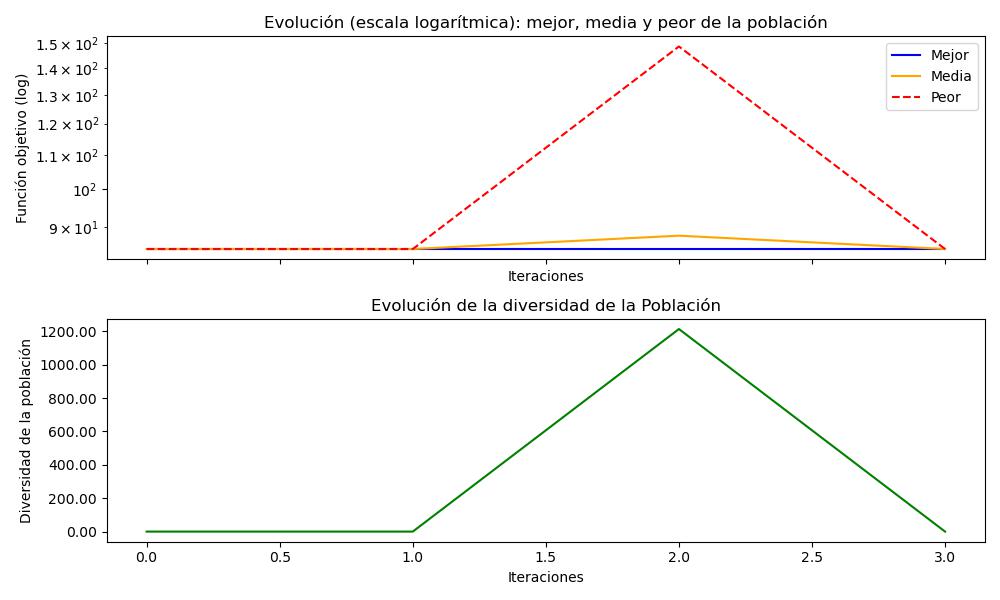 Evolución (escala logarítmica): mejor, media y peor de la población
Función objetivo (log)
1.5 × 10²
1.4 × 10²
1.3 × 10²
1.2 × 10²
1.1 × 10²
10²
9 × 10¹
Mejor
Media
Peor
Iteraciones
Evolución de la diversidad de la Población
Diversidad de la población
1200.00
1000.00
800.00
600.00
400.00
200.00
0.00
0.0 0.5 1.0 1.5 2.0 2.5 3.0
Iteraciones